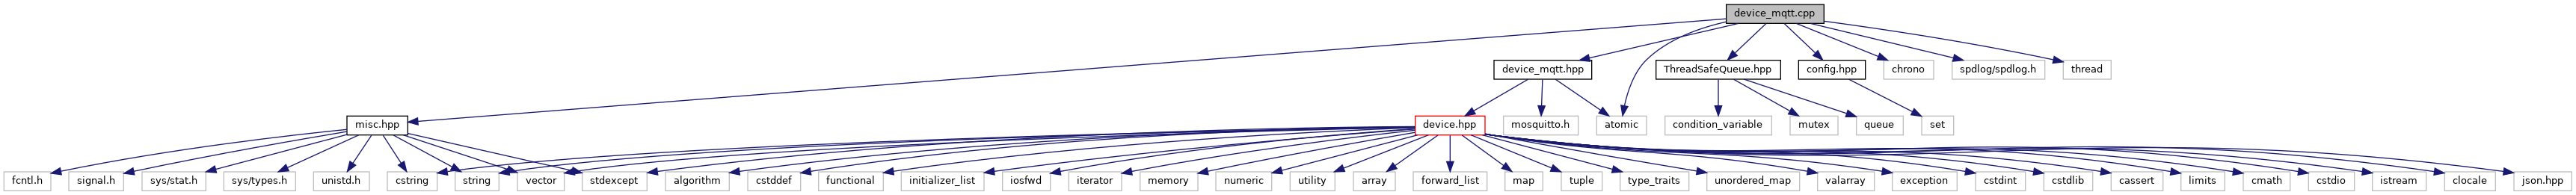 device_mqtt.cpp
device_mqtt.hpp
ThreadSafeQueue.hpp
config.hpp
chrono
spdlog/spdlog.h
thread
misc.hpp
device.hpp
mosquitto.h
atomic
condition_variable
mutex
queue
set
fcntl.h
signal.h
sys/stat.h
sys/types.h
unistd.h
cstring
string
vector
stdexcept
algorithm
cstddef
functional
initializer_list
iosfwd
iterator
memory
numeric
utility
array
forward_list
map
tuple
type_traits
unordered_map
valarray
exception
cstdint
cstdlib
cassert
limits
cmath
cstdio
istream
clocale
json.hpp